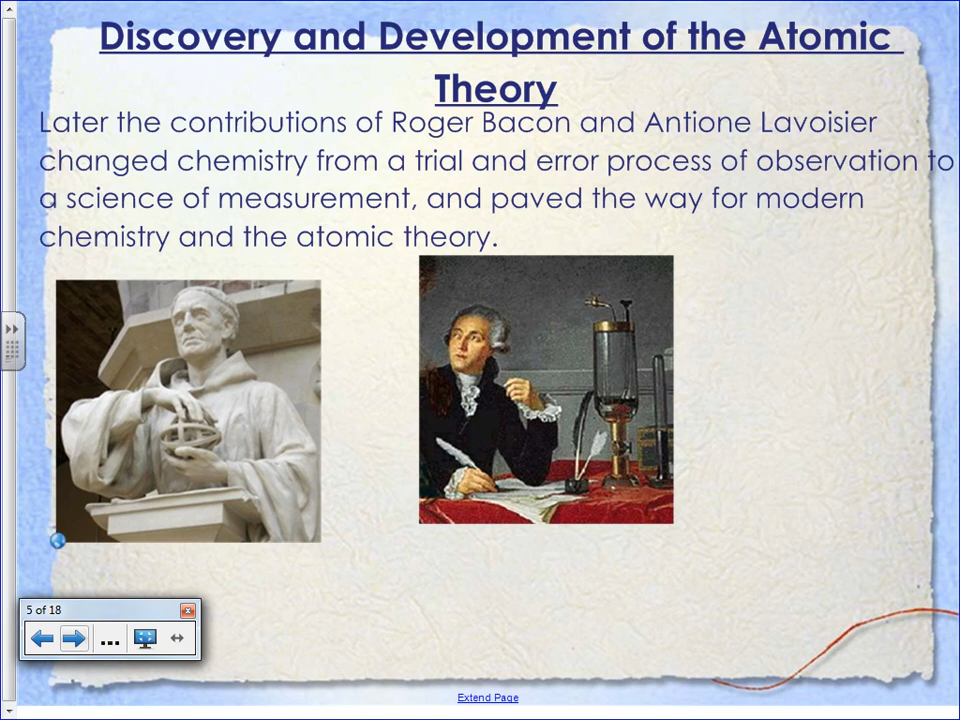 Discovery and Development of the Atomic
Theory
Later the contributions of Roger Bacon and Antione Lavoisier
changed chemistry from a trial and error process of observation to
a science of measurement, and paved the way for modern
chemistry and the atomic theory.
5 of 18
...
Extend Page